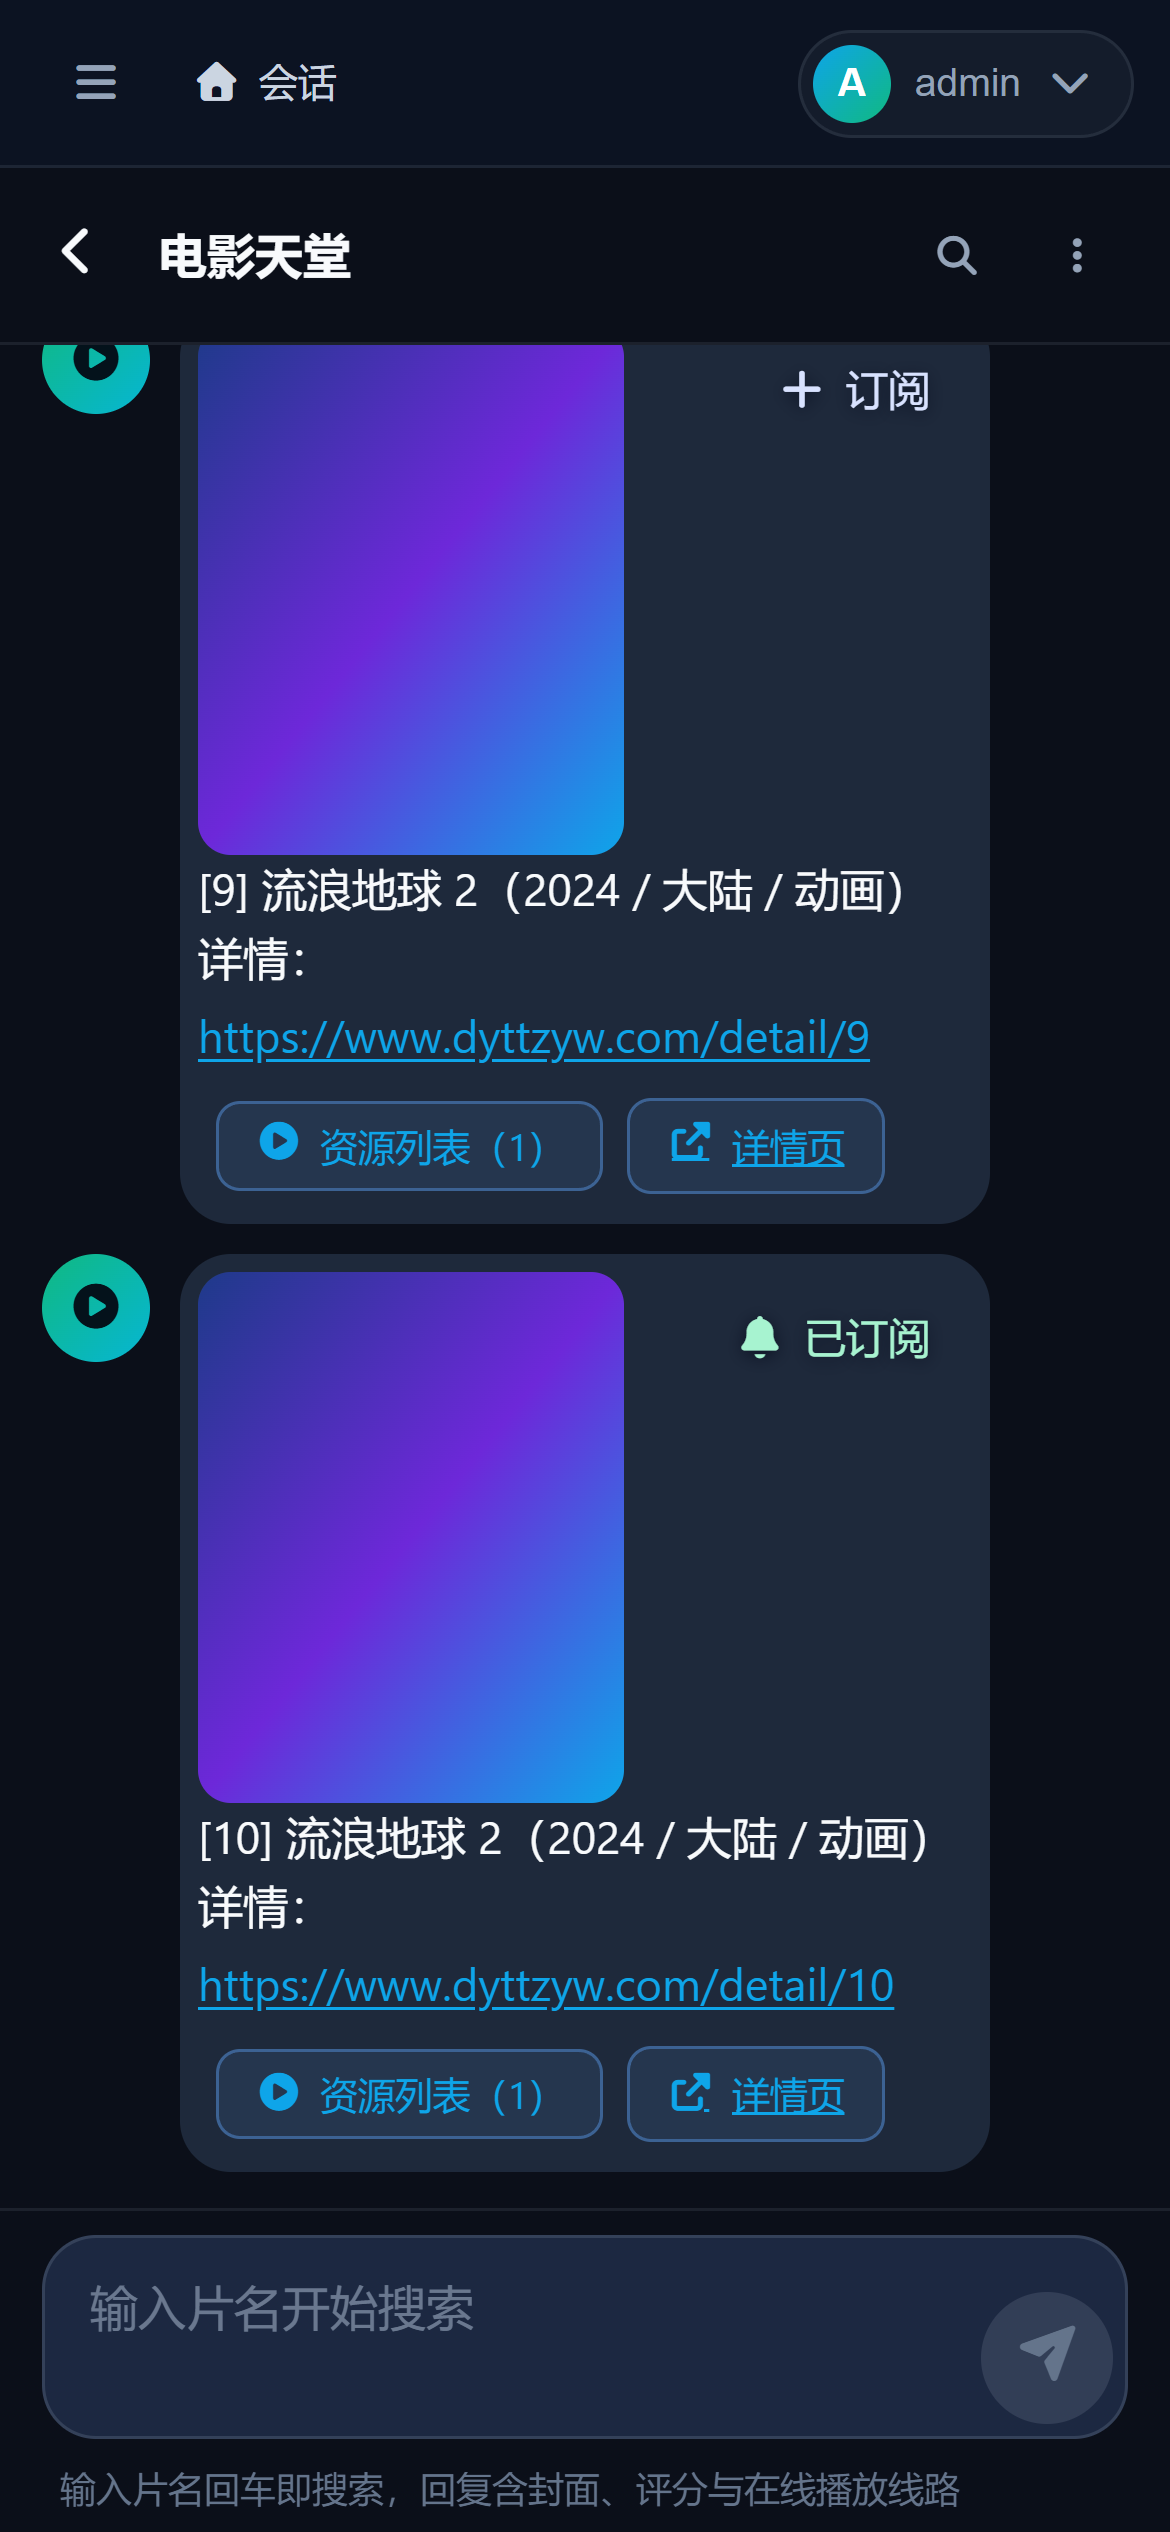 会话
A admin
电影天堂
订阅
[9] 流浪地球 2（2024 / 大陆 / 动画）
详情：
https://www.dyttzyw.com/detail/9
资源列表（1） 详情页
已订阅
[10] 流浪地球 2（2024 / 大陆 / 动画）
详情：
https://www.dyttzyw.com/detail/10
资源列表（1） 详情页
输入片名开始搜索
输入片名回车即搜索，回复含封面、评分与在线播放线路